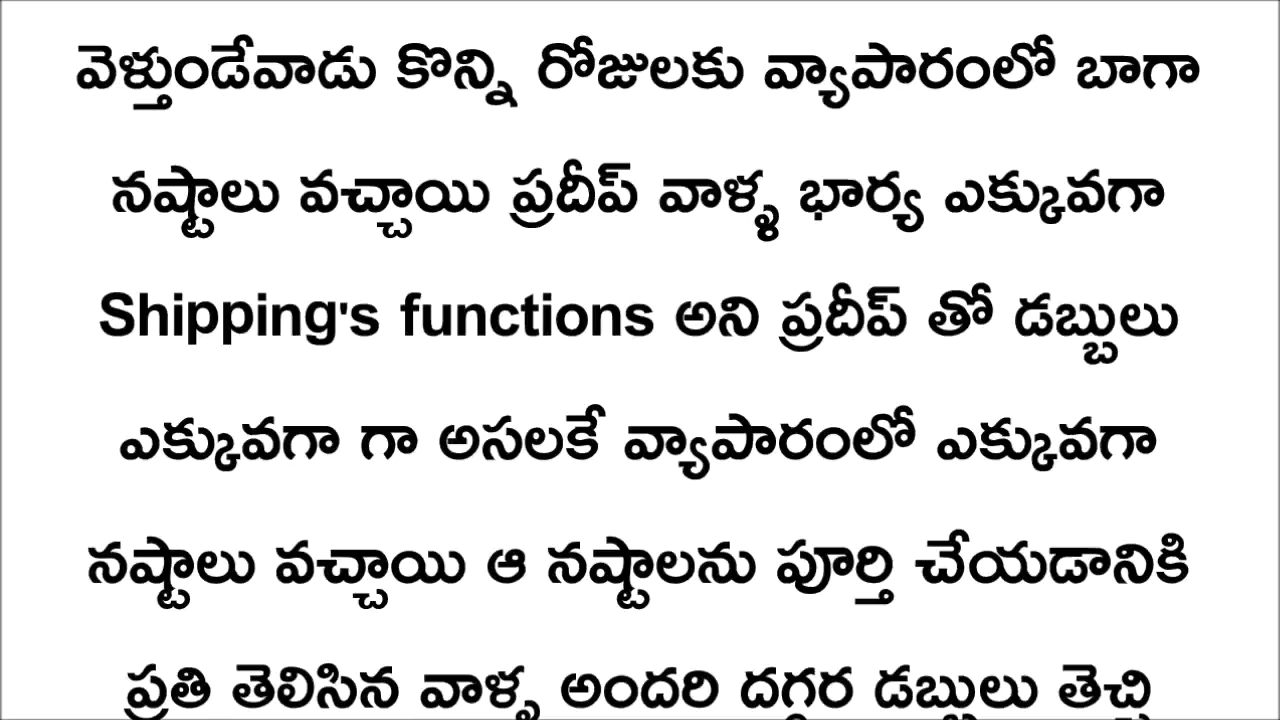 వెళ్తుండేవాడు కొన్ని రోజులకు వ్యాపారంలో బాగా
నష్టాలు వచ్చాయి ప్రదీప్ వాళ్ళ భార్య ఎక్కువగా
Shipping's functions అని ప్రదీప్ తో డబ్బులు
ఎక్కువగా గా అసలకే వ్యాపారంలో ఎక్కువగా
నష్టాలు వచ్చాయి ఆ నష్టాలను పూర్తి చేయడానికి
ప్రతి తెలిసిన వాళ్ళ అందరి దగ్గర డబ్బులు తెచ్చి